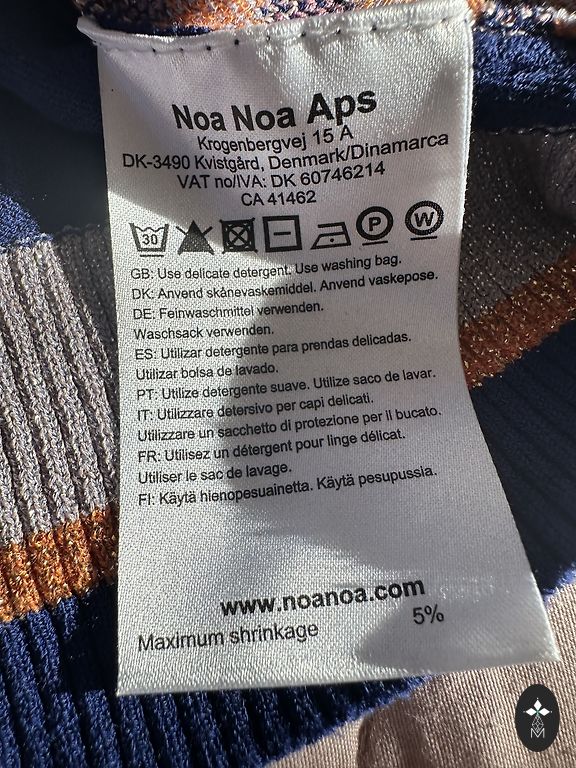 Noa Noa Aps
Krogenbergvej 15 A
DK-3490 Kvistgård, Denmark/Dinamarca
VAT no/IVA: DK 60746214
CA 41462
30
P
W
GB: Use delicate detergent. Use washing bag.
DK: Anvend skånevaskemiddel. Anvend vaskepose.
DE: Feinwaschmittel verwenden.
Waschsack verwenden.
ES: Utilizar detergente para prendas delicadas.
Utilizar bolsa de lavado.
PT: Utilize detergente suave. Utilize saco de lavar.
IT: Utilizzare detersivo per capi delicati.
Utilizzare un sacchetto di protezione per il bucato.
FR: Utilisez un détergent pour linge délicat.
Utiliser le sac de lavage.
FI: Käytä hienopesuainetta. Käytä pesupussia.
www.noanoa.com
Maximum shrinkage 5%
M